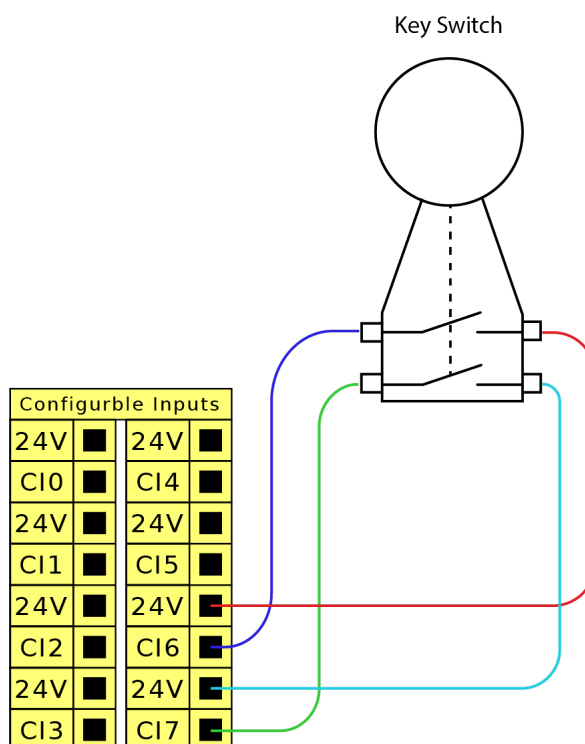 Key Switch
Configurble Inputs
24V 24V
CI0 CI4
24V 24V
CI1 CI5
24V 24V
CI2 CI6
24V 24V
CI3 CI7